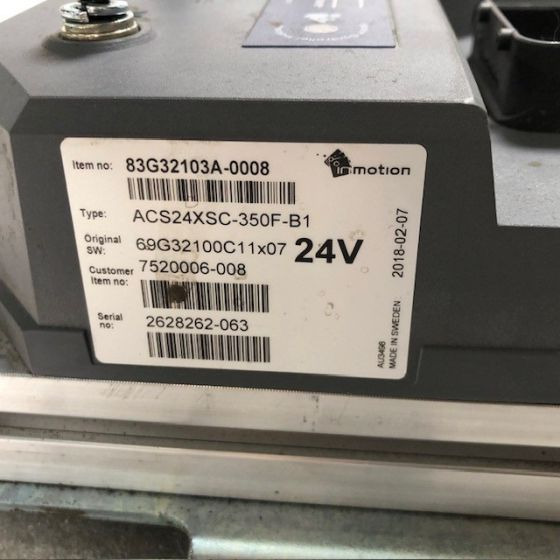 Item no: 83G32103A-0008
inmotion
Type: ACS24XSC-350F-B1
Original SW: 69G32100C11x07 24V
Customer Item no: 7520006-008
Serial no: 2628262-063
2018-02-07
AU3498
MADE IN SWEDEN